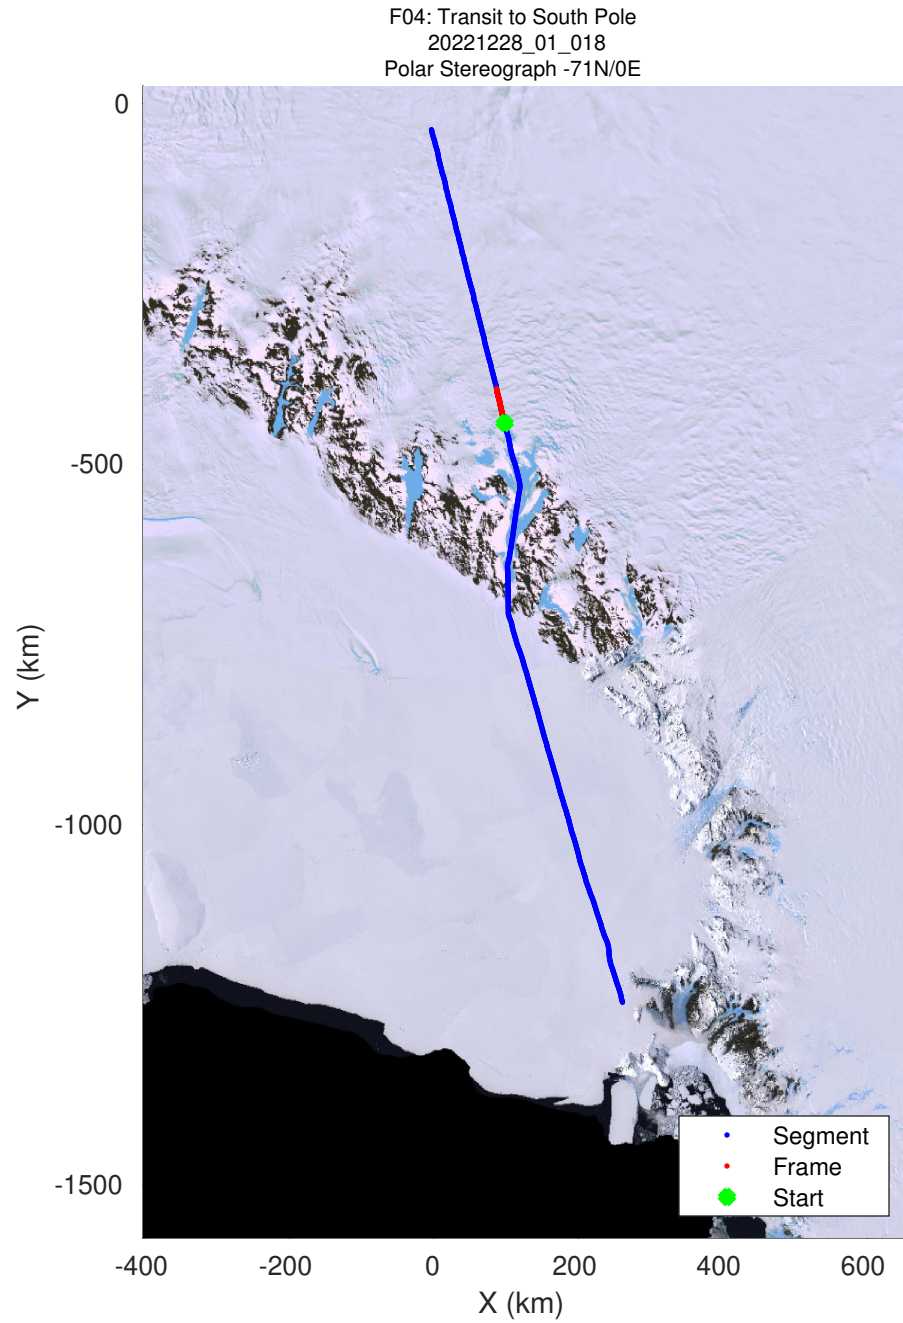 F04: Transit to South Pole
20221228_01_018
Polar Stereograph -71N/0E
0
-500
-1000
-1500
Y (km)
-400
-200
0
200
400
600
X (km)
Segment
Frame
Start